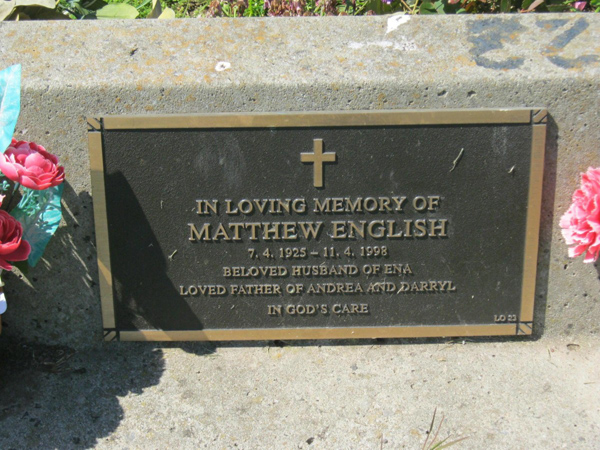 IN LOVING MEMORY OF
MATTHEW ENGLISH
7. 4. 1925 – 11. 4. 1998
BELOVED HUSBAND OF ENA
LOVED FATHER OF ANDREA AND DARRYL
IN GOD'S CARE
LO 23